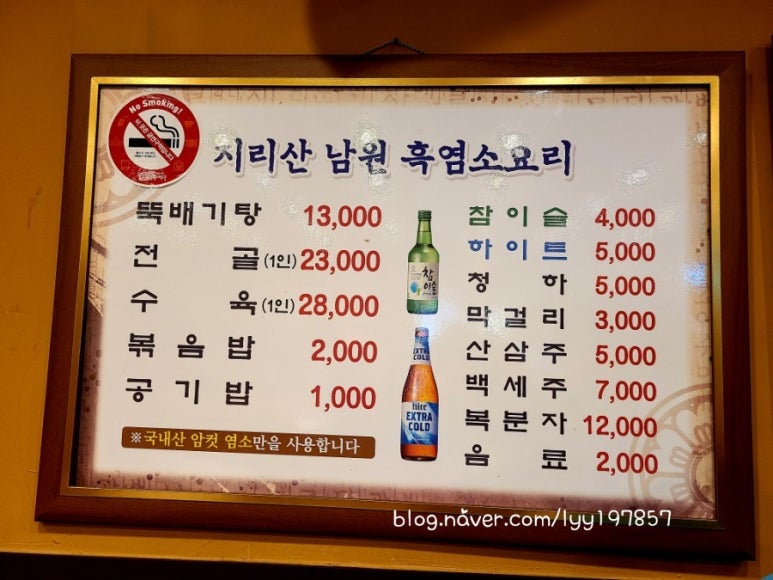 No Smoking!
지리산 남원 흑염소요리
뚝배기탕 13,000
전골(1인) 23,000
수육(1인) 28,000
볶음밥 2,000
공기밥 1,000
※국내산 암컷 염소만을 사용합니다
참이슬 4,000
하이트 5,000
청하 5,000
막걸리 3,000
산삼주 5,000
백세주 7,000
복분자 12,000
음료 2,000
참이슬
EXTRA COLD
hite
EXTRA
COLD
blog.naver.com/lyy197857